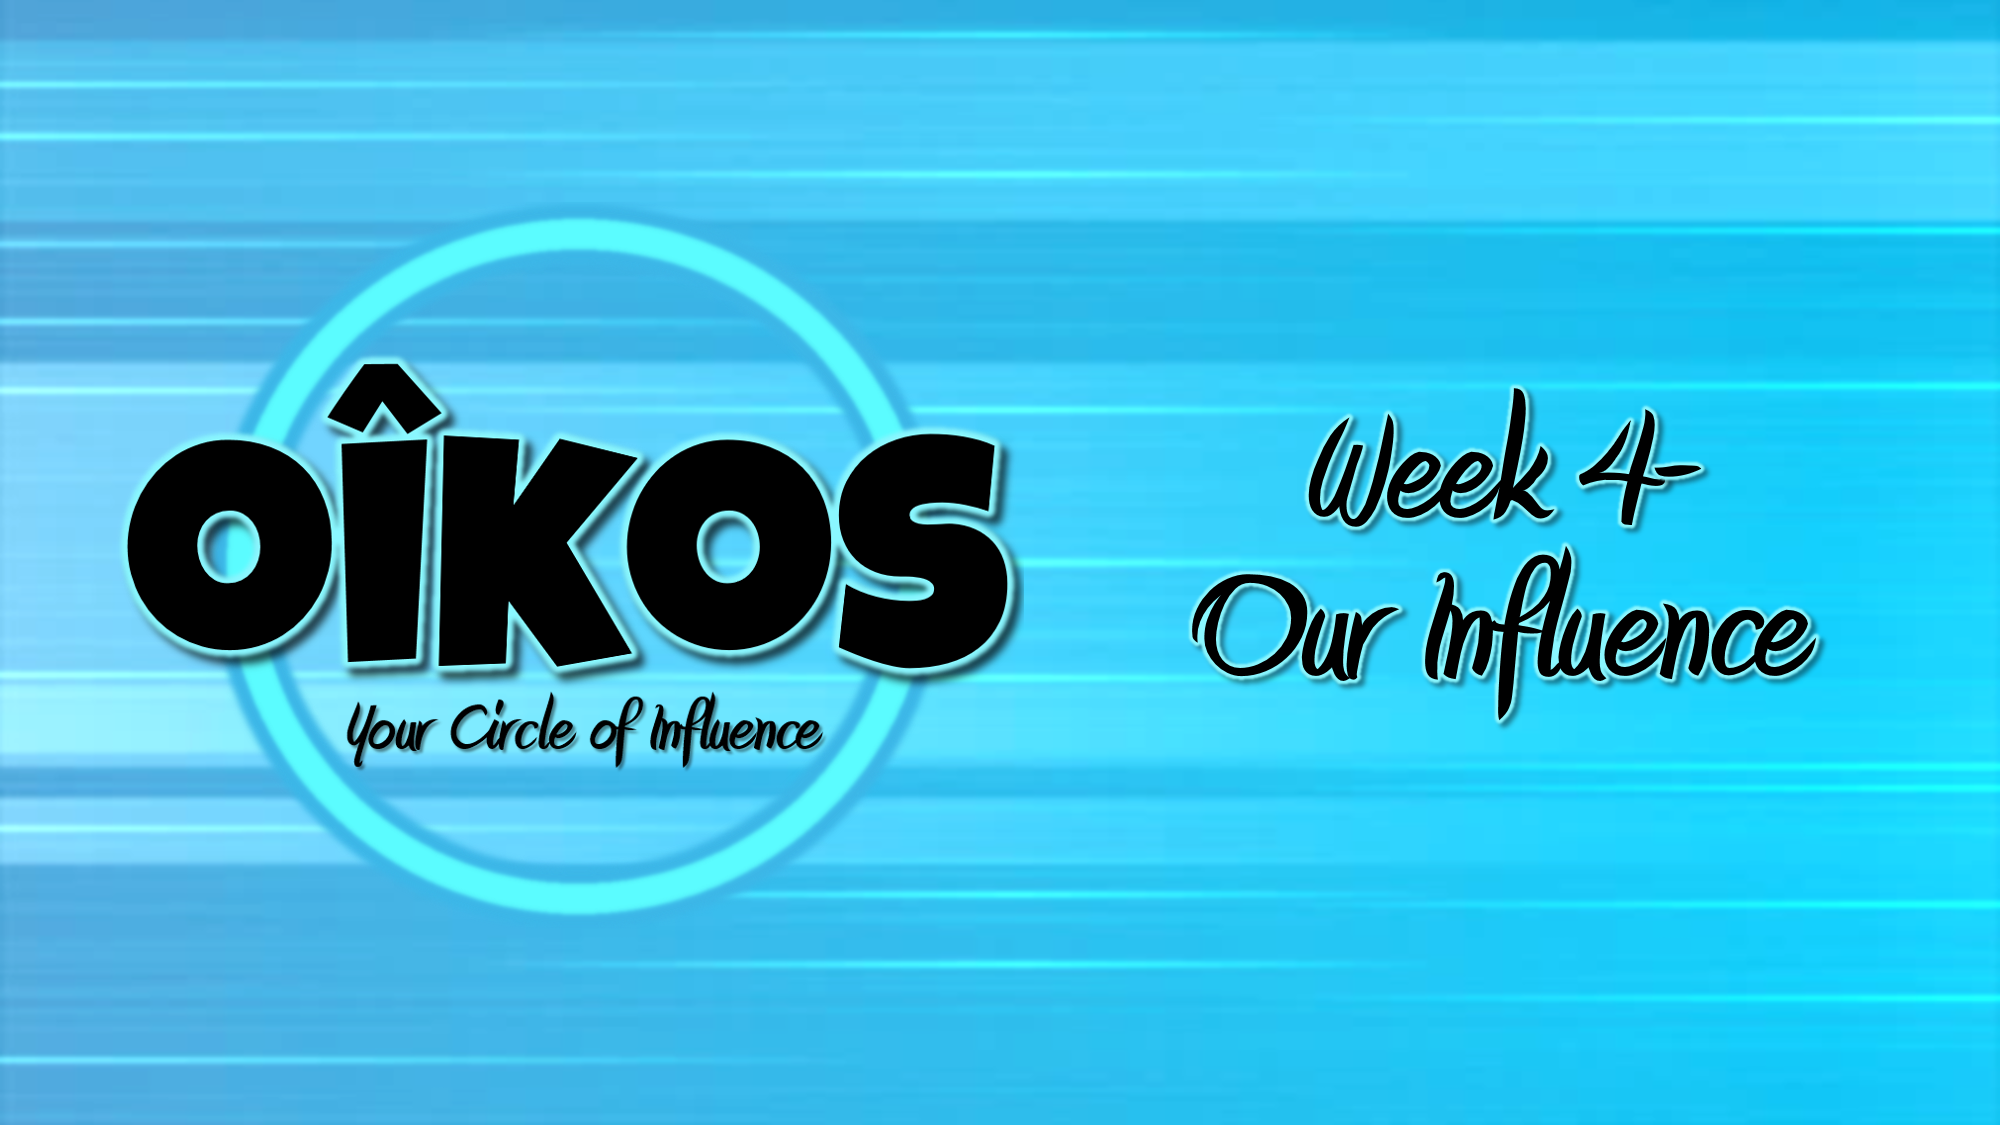 OÎKOS
Your Circle of Influence
Week 4-
Our Influence